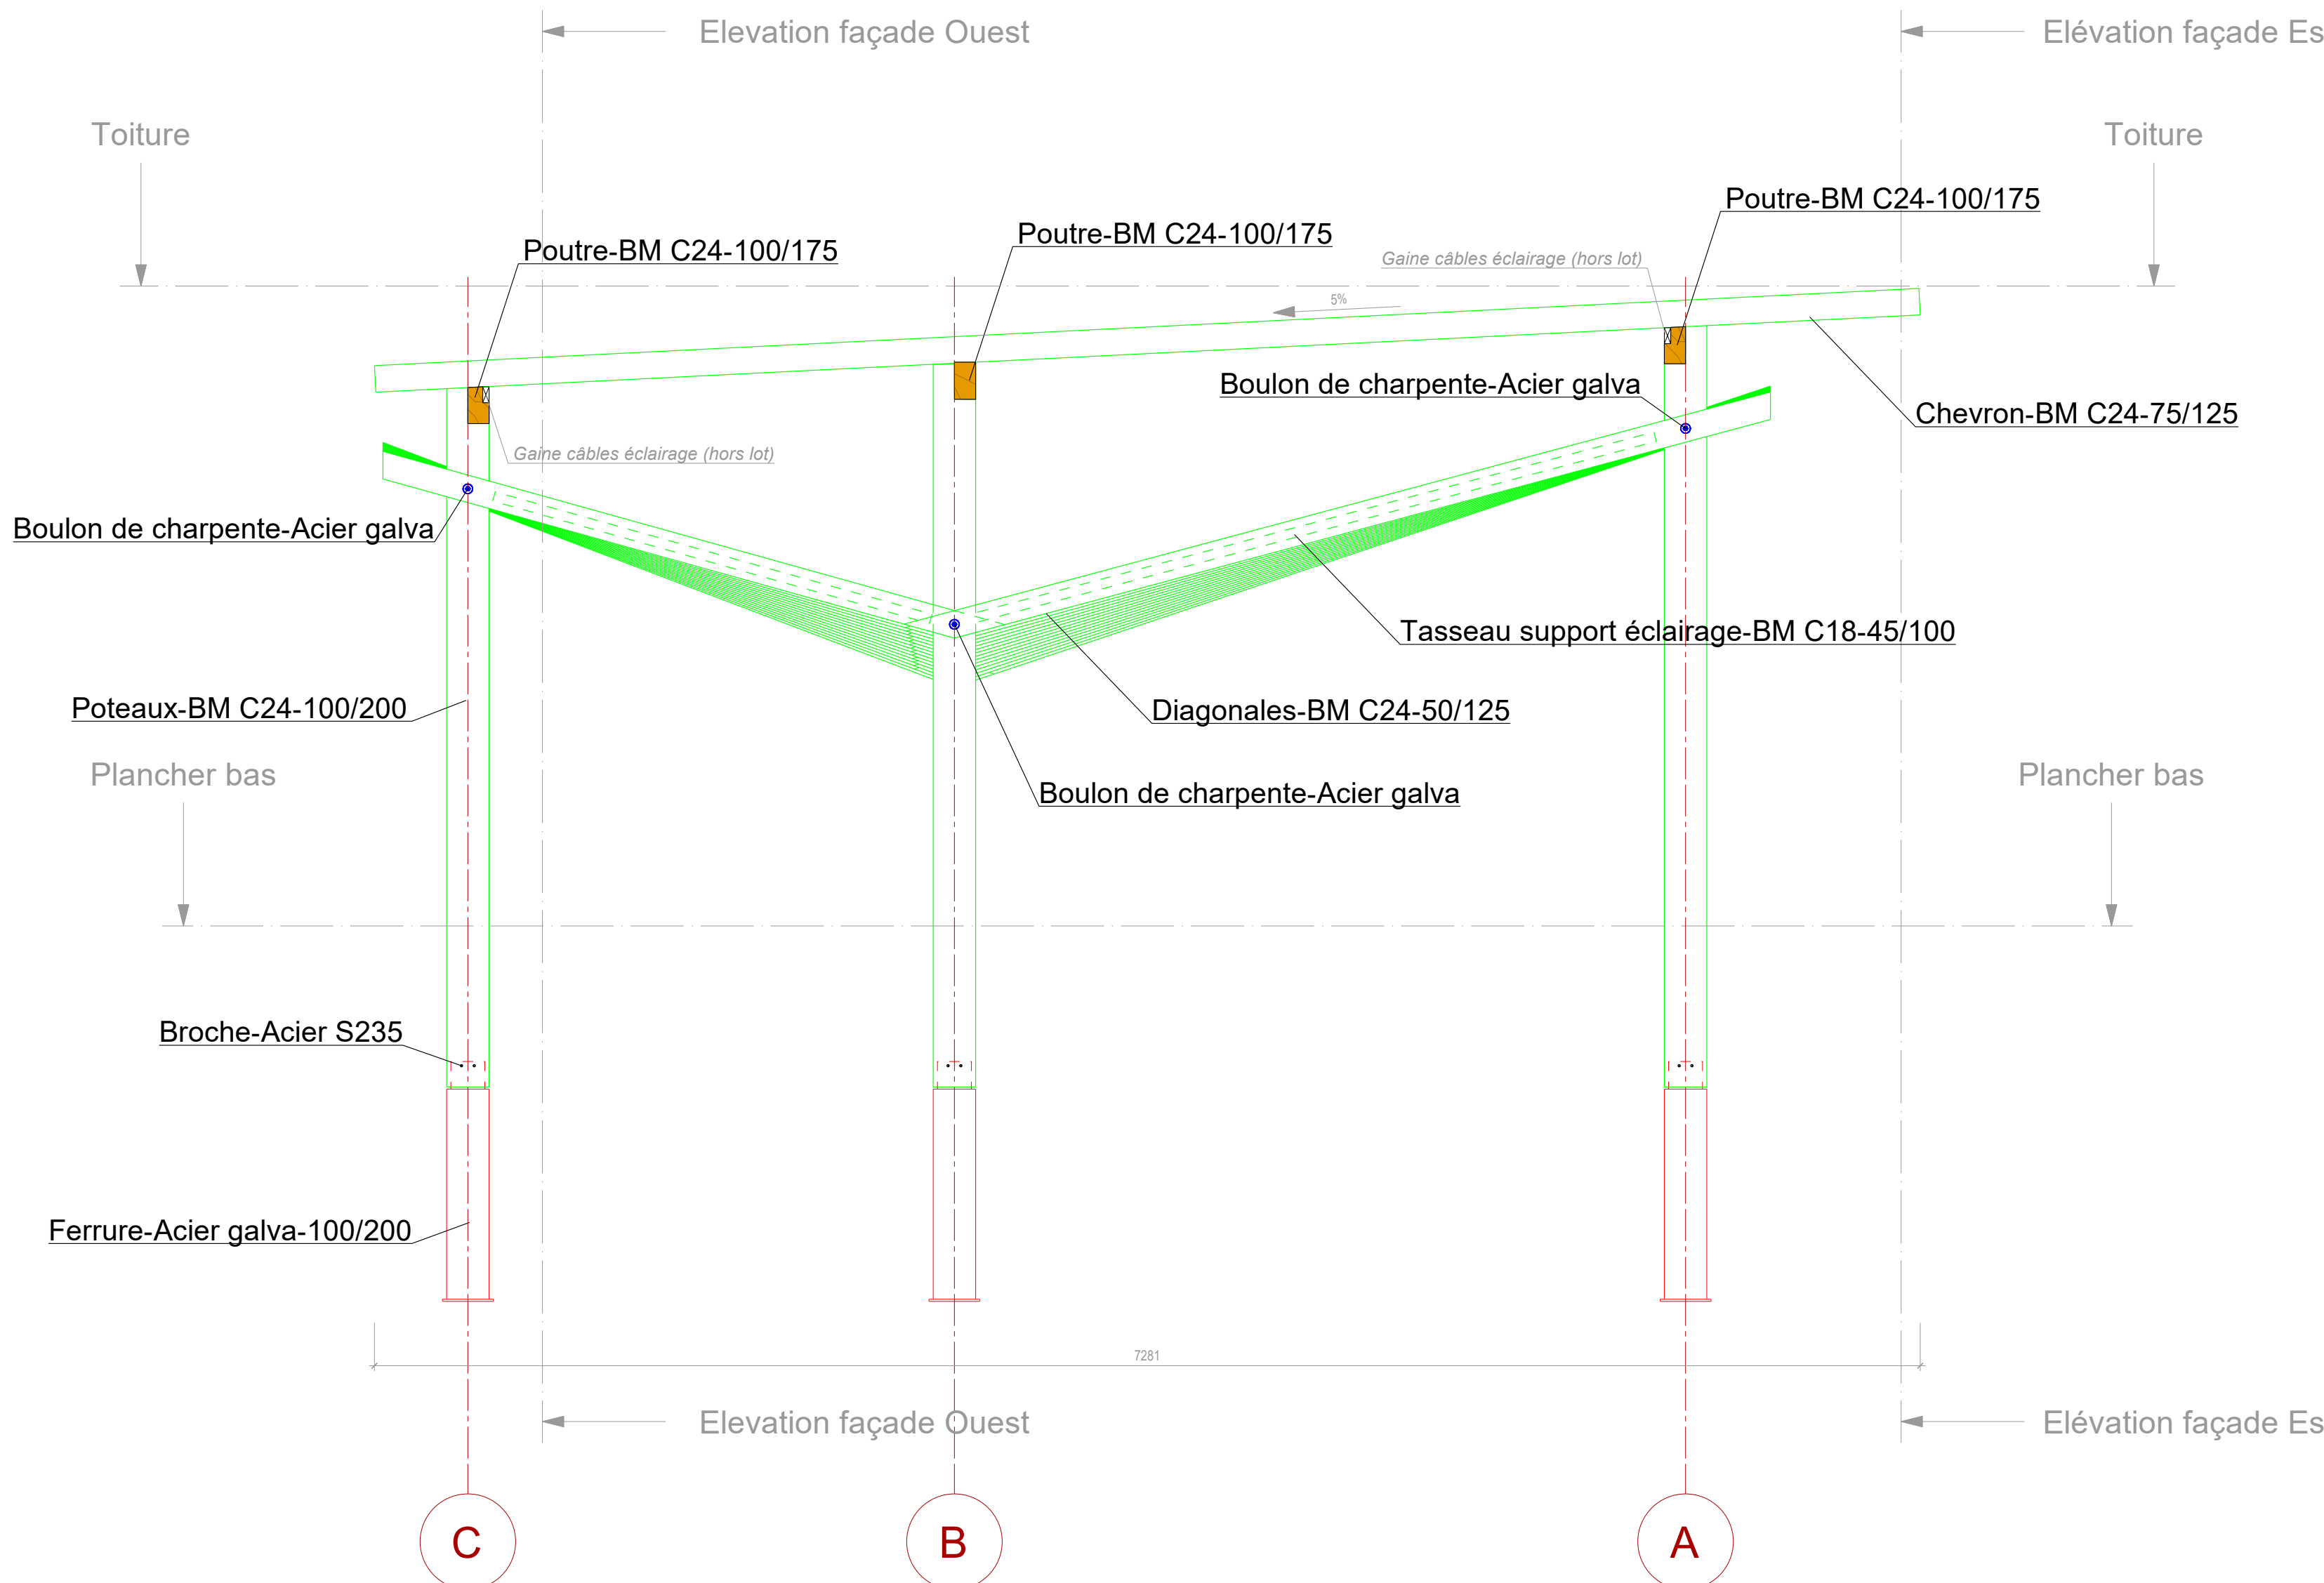 Elevation façade Ouest
Elévation façade Es
Toiture
Toiture
Poutre-BM C24-100/175
Poutre-BM C24-100/175
Poutre-BM C24-100/175
Gaine câbles éclairage (hors lot)
5%
Boulon de charpente-Acier galva
Chevron-BM C24-75/125
Gaine câbles éclairage (hors lot)
Boulon de charpente-Acier galva
Tasseau support éclairage-BM C18-45/100
Poteaux-BM C24-100/200
Diagonales-BM C24-50/125
Plancher bas
Plancher bas
Boulon de charpente-Acier galva
Broche-Acier S235
Ferrure-Acier galva-100/200
7281
Elevation façade Ouest
Elévation façade Es
C
B
A